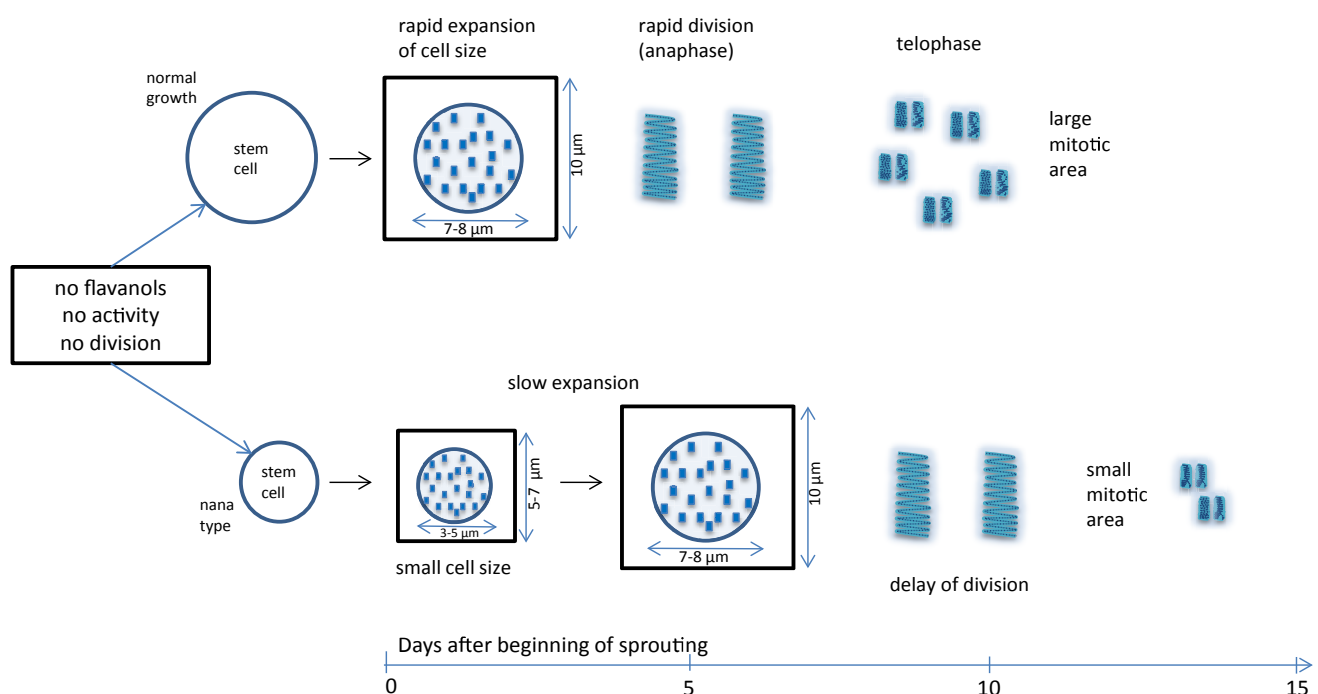 rapid expansion
of cell size
rapid division
(anaphase)
telophase
normal
growth
stem
cell
10 µm
7-8 µm
large
mitotic
area
no flavanols
no activity
no division
slow expansion
stem
cell
nana
type
5-7 µm
3-5 µm
small cell size
10 µm
7-8 µm
delay of division
small
mitotic
area
Days after beginning of sprouting
0
5
10
15